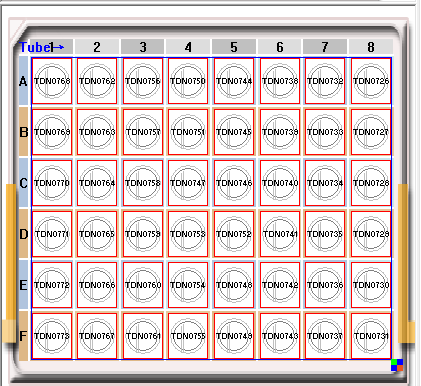 Tube 1 2 3 4 5 6 7 8
A TDN0768 TDN0762 TDN0756 TDN0750 TDN0744 TDN0738 TDN0732 TDN0726
B TDN0769 TDN0763 TDN0757 TDN0751 TDN0745 TDN0739 TDN0733 TDN0727
C TDN0770 TDN0764 TDN0758 TDN0747 TDN0746 TDN0740 TDN0734 TDN0728
D TDN0771 TDN0765 TDN0759 TDN0753 TDN0752 TDN0741 TDN0735 TDN0729
E TDN0772 TDN0766 TDN0760 TDN0754 TDN0748 TDN0742 TDN0736 TDN0730
F TDN0773 TDN0767 TDN0761 TDN0755 TDN0749 TDN0743 TDN0737 TDN0731